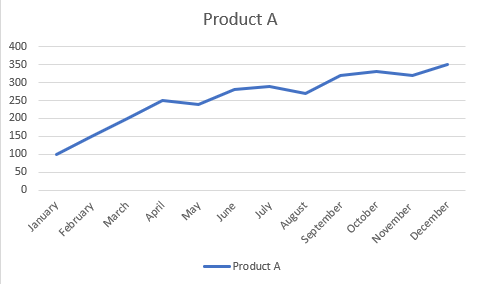 Product A
400
350
300
250
200
150
100
50
0
January
February
March
April
May
June
July
August
September
October
November
December
Product A